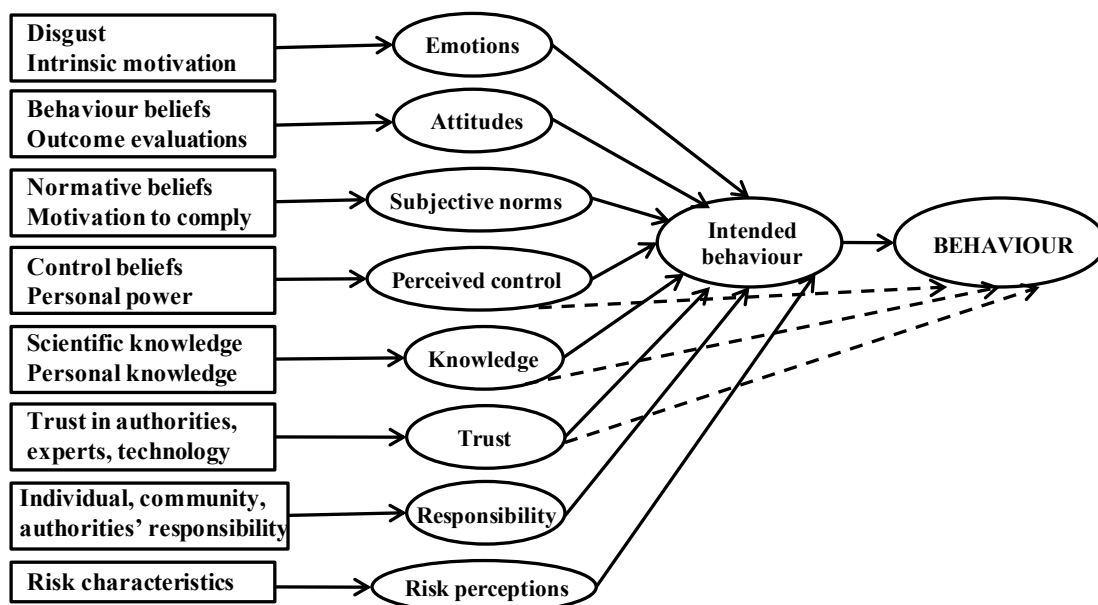 Disgust
Intrinsic motivation
Emotions
Behaviour beliefs
Outcome evaluations
Attitudes
Normative beliefs
Motivation to comply
Subjective norms
Intended
behaviour
BEHAVIOUR
Control beliefs
Personal power
Perceived control
Scientific knowledge
Personal knowledge
Knowledge
Trust in authorities,
experts, technology
Trust
Individual, community,
authorities’ responsibility
Responsibility
Risk characteristics
Risk perceptions